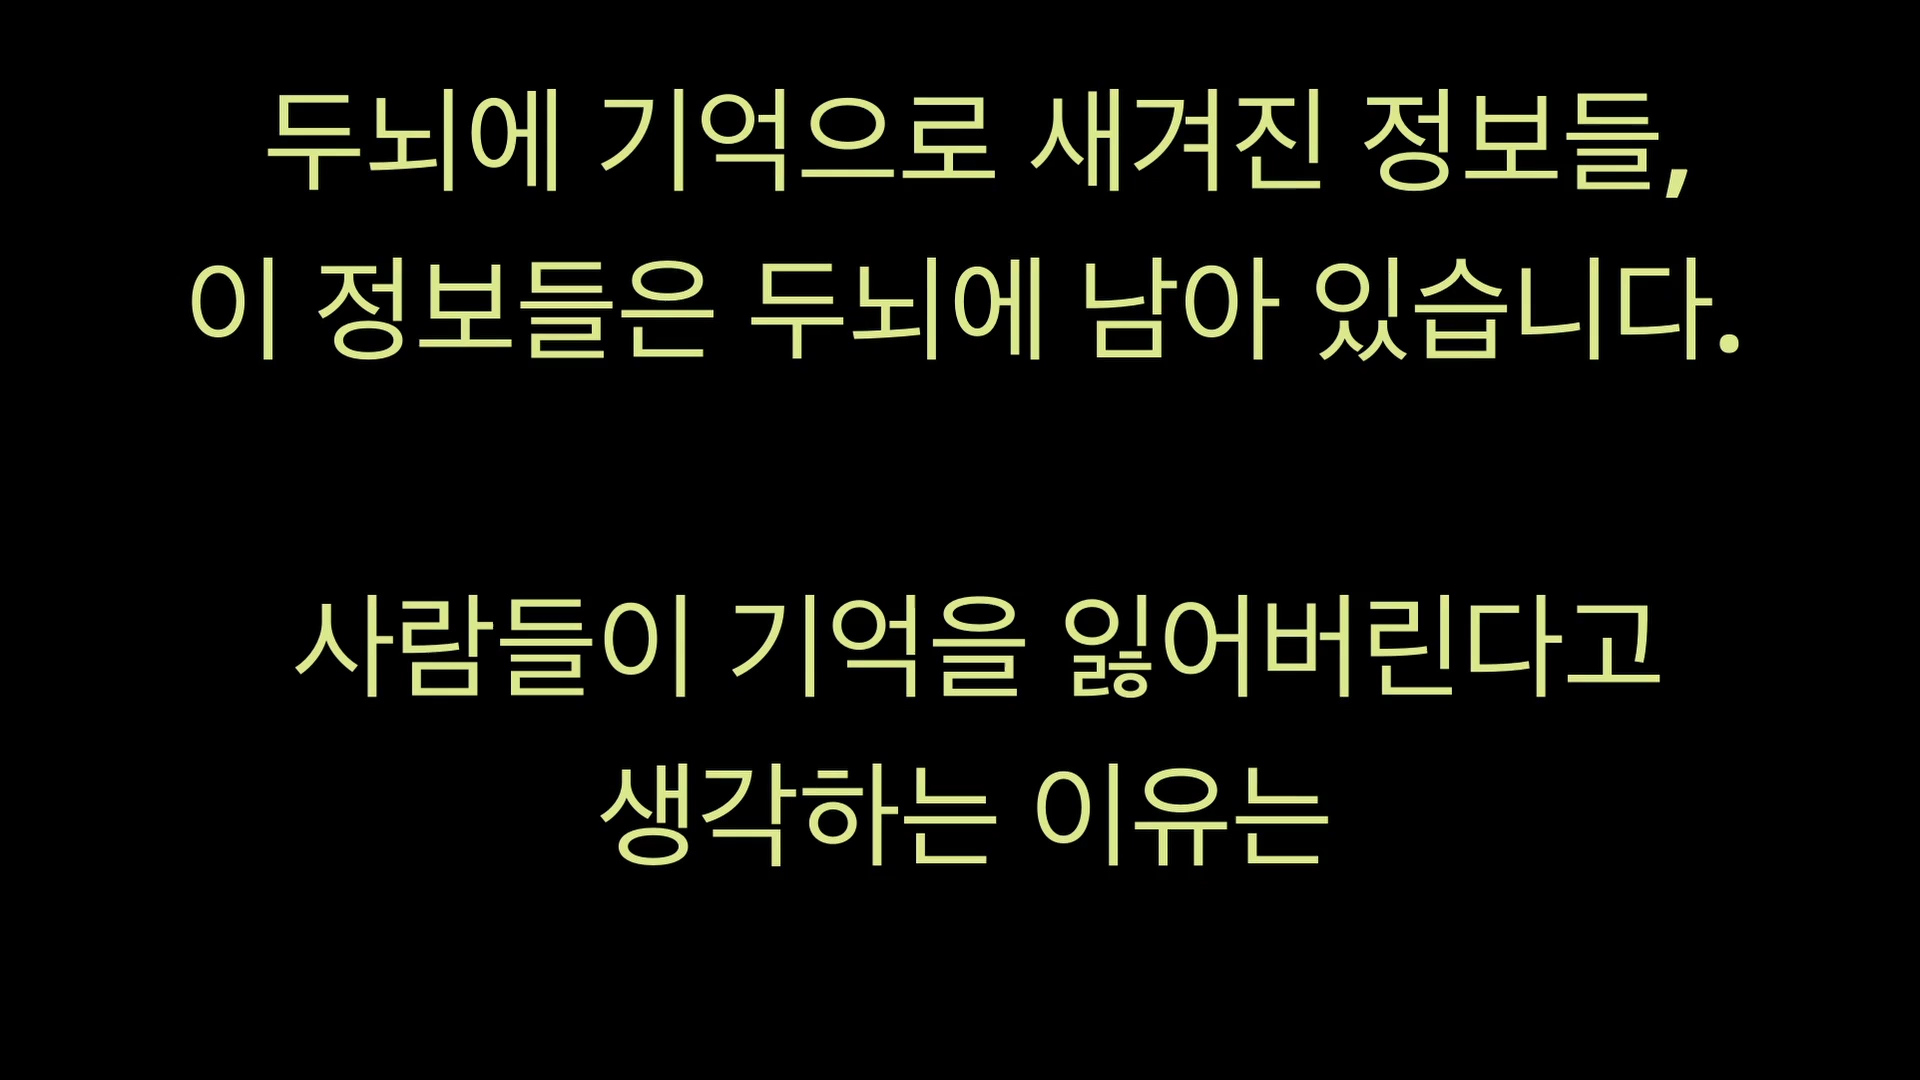 두뇌에 기억으로 새겨진 정보들,
이 정보들은 두뇌에 남아 있습니다.
사람들이 기억을 잃어버린다고
생각하는 이유는